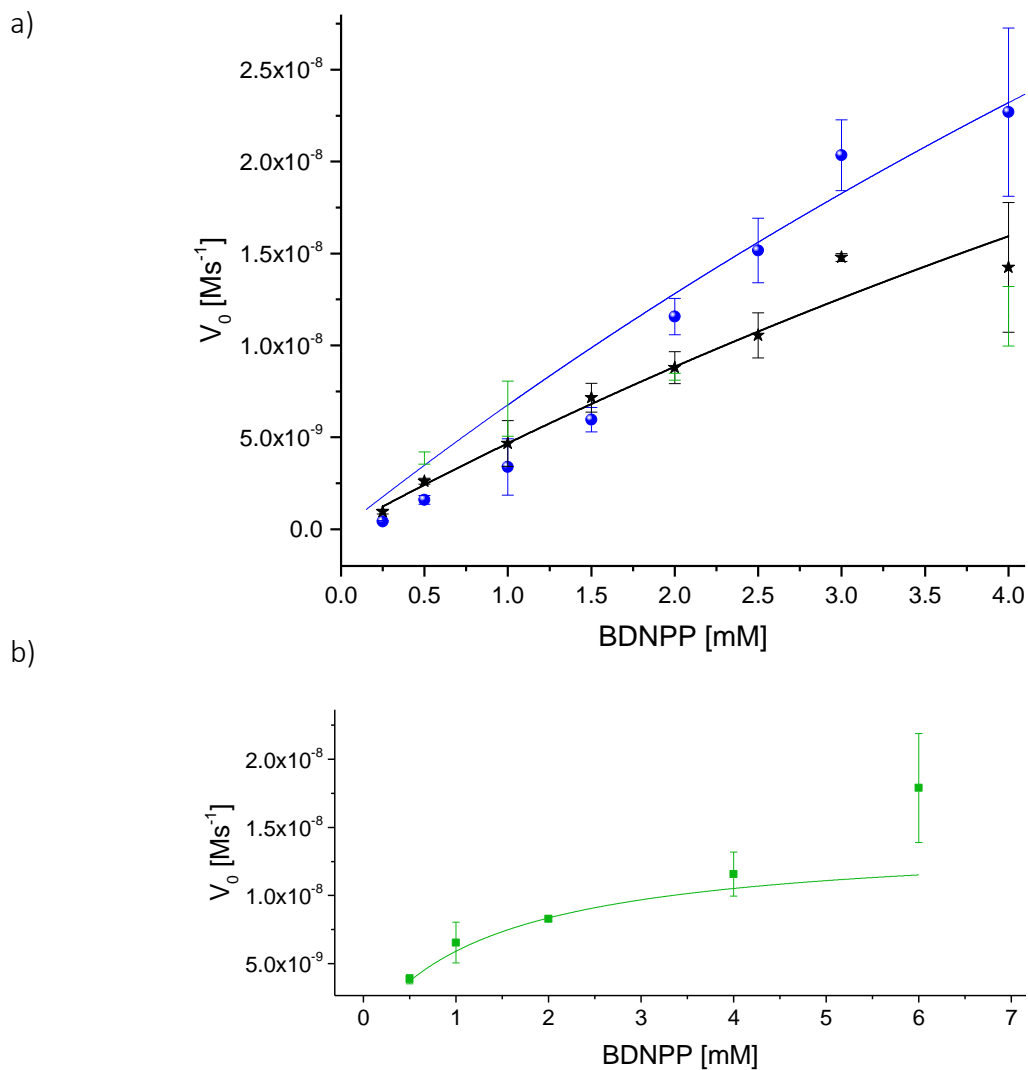 a)
V₀ [Ms⁻¹]
2.5x10⁻⁸
2.0x10⁻⁸
1.5x10⁻⁸
1.0x10⁻⁸
5.0x10⁻⁹
0.0
0.0 0.5 1.0 1.5 2.0 2.5 3.0 3.5 4.0
BDNPP [mM]
b)
V₀ [Ms⁻¹]
2.0x10⁻⁸
1.5x10⁻⁸
1.0x10⁻⁸
5.0x10⁻⁹
0 1 2 3 4 5 6 7
BDNPP [mM]